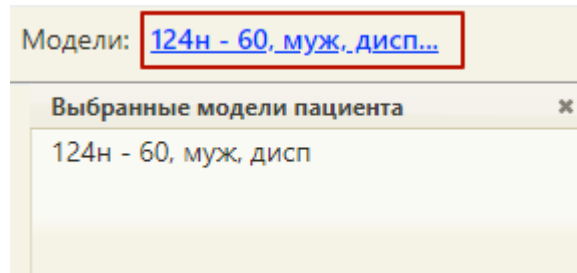 Модели: 124н - 60, муж, дисп...
Выбранные модели пациента
124н - 60, муж, дисп